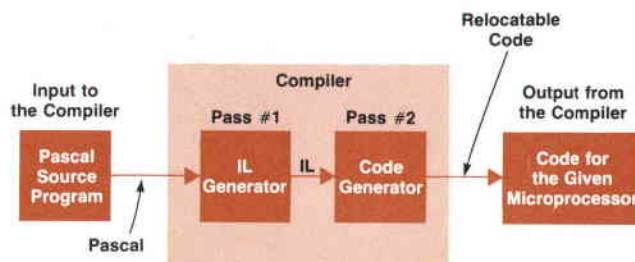 Relocatable
Code
Compiler
Input to
the Compiler
Output from
the Compiler
Pass #1
Pass #2
Pascal
Source
Program
IL
Generator
IL
Code
Generator
Code for
the Given
Microprocessor
Pascal